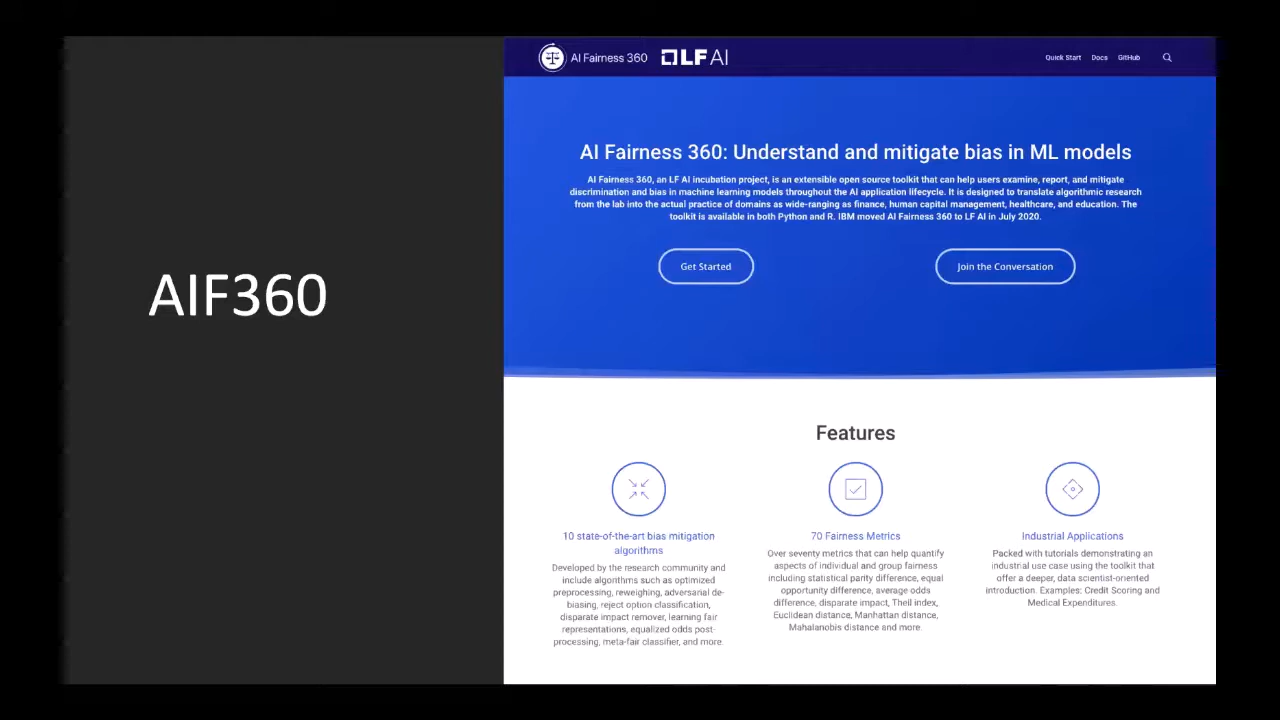 AIF360
AI Fairness 360 LF AI
Quick Start Docs GitHub
AI Fairness 360: Understand and mitigate bias in ML models
AI Fairness 360, an LF AI incubation project, is an extensible open source toolkit that can help users examine, report, and mitigate
discrimination and bias in machine learning models throughout the AI application lifecycle. It is designed to translate algorithmic research
from the lab into the actual practice of domains as wide-ranging as finance, human capital management, healthcare, and education. The
toolkit is available in both Python and R. IBM moved AI Fairness 360 to LF AI in July 2020.
Get Started
Join the Conversation
Features
10 state-of-the-art bias mitigation
algorithms
Developed by the research community and
include algorithms such as optimized
preprocessing, reweighing, adversarial de-
biasing, reject option classification,
disparate impact remover, learning fair
representations, equalized odds post-
processing, meta-fair classifier, and more.
70 Fairness Metrics
Over seventy metrics that can help quantify
aspects of individual and group fairness
including statistical parity difference, equal
opportunity difference, average odds
difference, disparate impact, Theil index,
Euclidean distance, Manhattan distance,
Mahalanobis distance and more.
Industrial Applications
Packed with tutorials demonstrating an
industrial use case using the toolkit that
offer a deeper, data scientist-oriented
introduction. Examples: Credit Scoring and
Medical Expenditures.